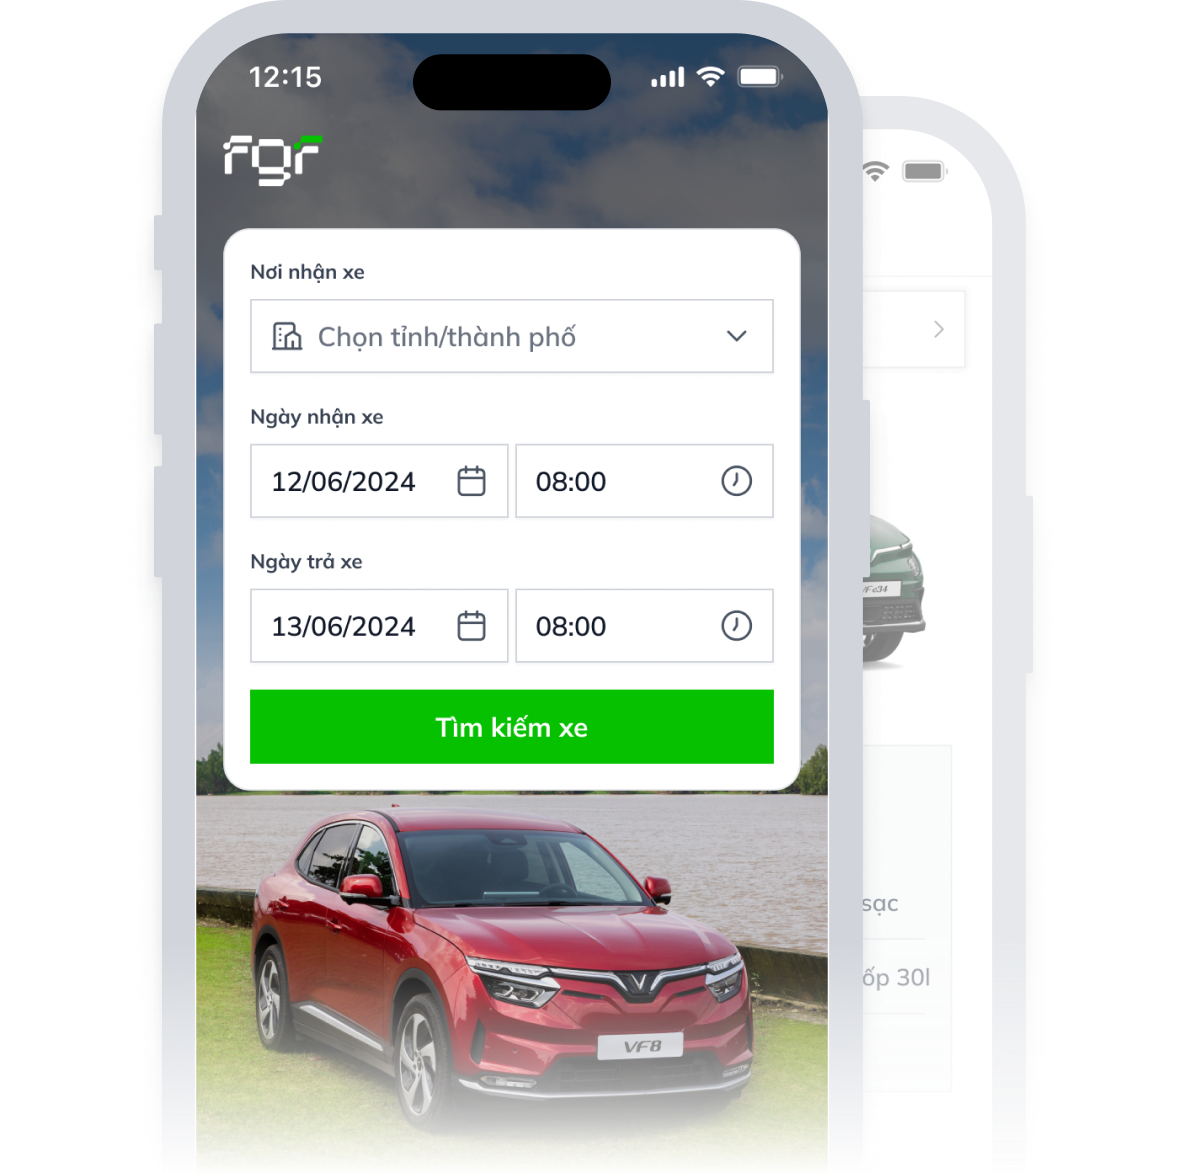 12:15
fgf
Nơi nhận xe
Chọn tỉnh/thành phố
Ngày nhận xe
12/06/2024
08:00
Ngày trả xe
13/06/2024
08:00
Tìm kiếm xe
VF8
VF e34
sạc
ốp 30l